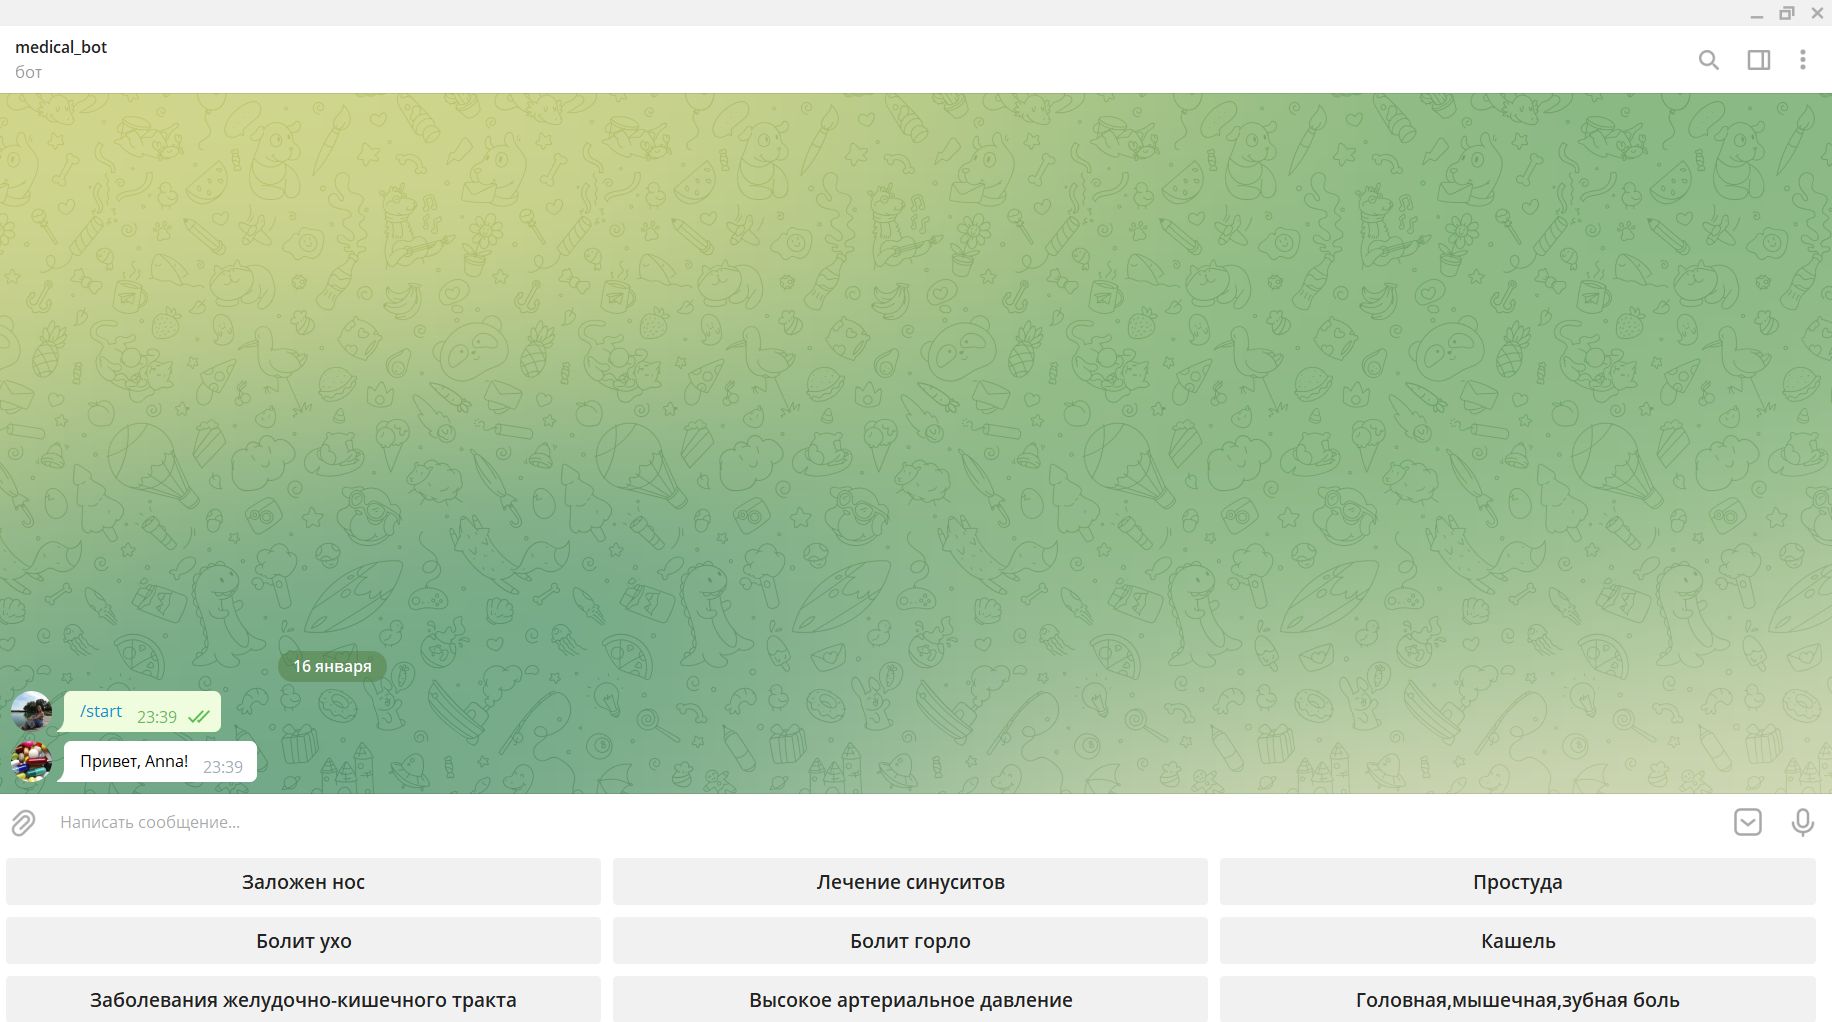 medical_bot
бот
16 января
/start 23:39
Привет, Anna! 23:39
Написать сообщение...
Заложен нос
Лечение синуситов
Простуда
Болит ухо
Болит горло
Кашель
Заболевания желудочно-кишечного тракта
Высокое артериальное давление
Головная,мышечная,зубная боль